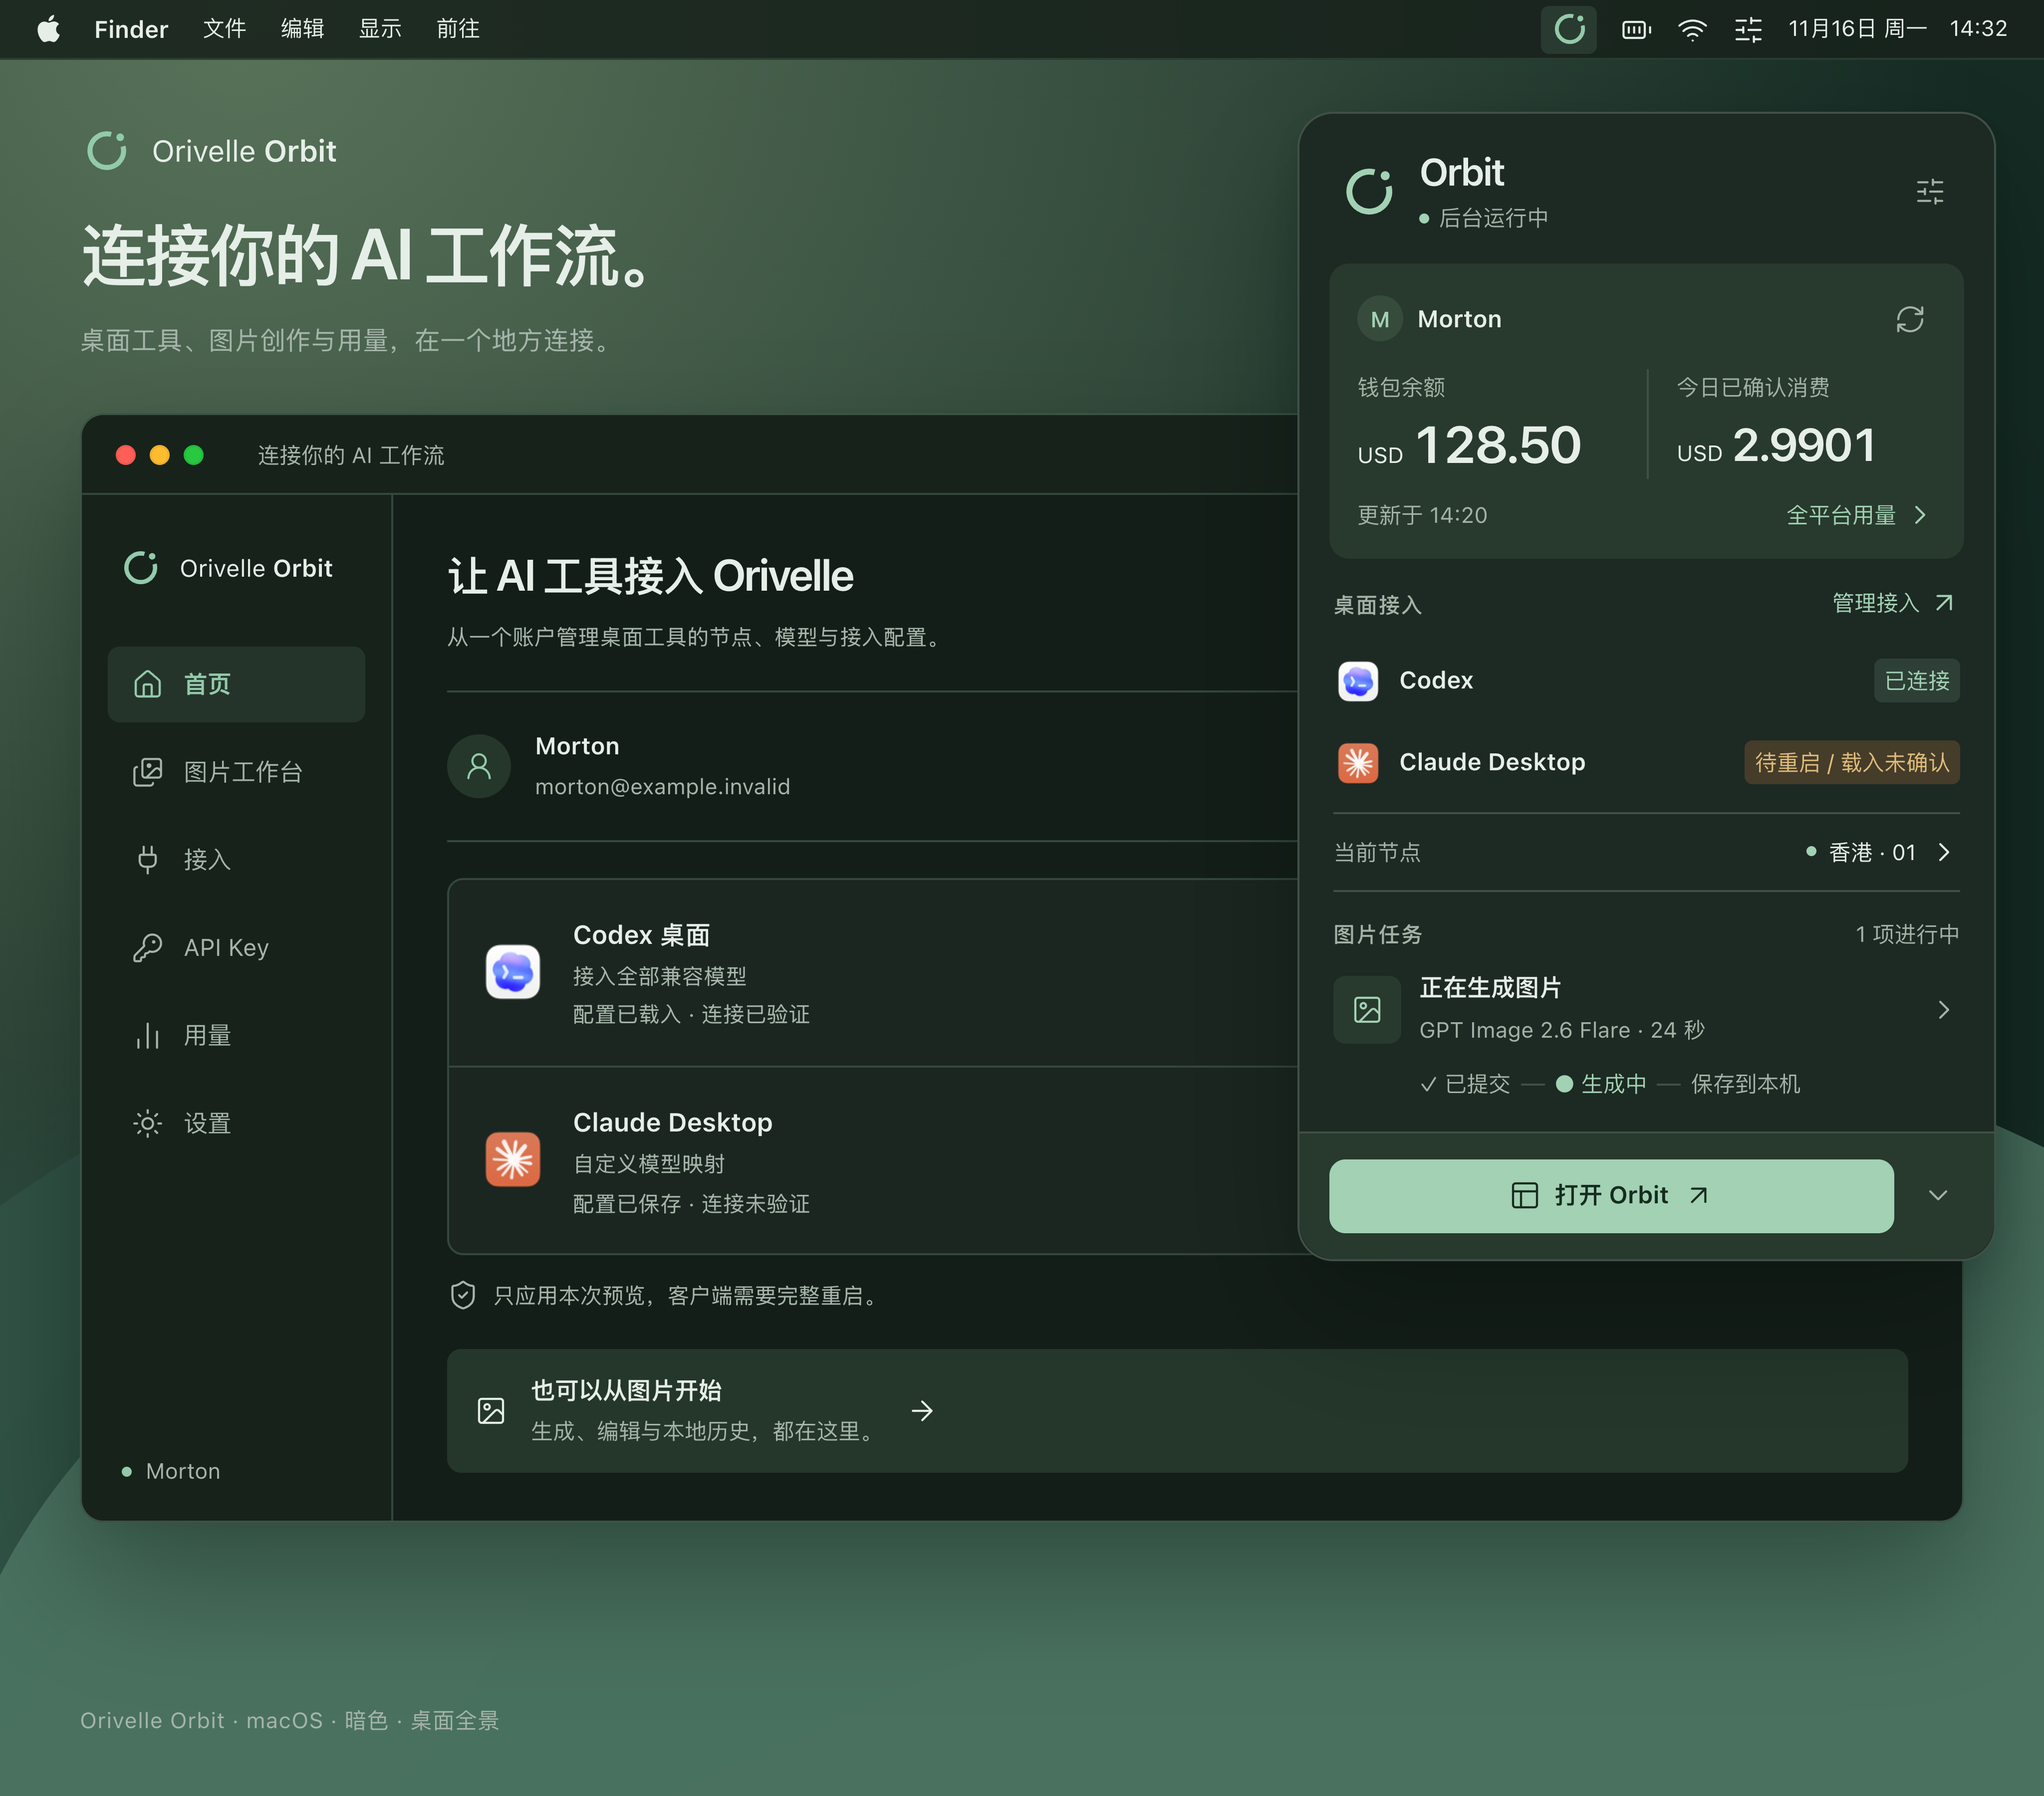 Finder 文件 编辑 显示 前往
11月16日 周一 14:32
Orivelle Orbit
连接你的 AI 工作流。
桌面工具、图片创作与用量，在一个地方连接。
连接你的 AI 工作流
Orivelle Orbit
首页
图片工作台
接入
API Key
用量
设置
Morton
让 AI 工具接入 Orivelle
从一个账户管理桌面工具的节点、模型与接入配置。
Morton
morton@example.invalid
Codex 桌面
接入全部兼容模型
配置已载入 · 连接已验证
Claude Desktop
自定义模型映射
配置已保存 · 连接未验证
只应用本次预览，客户端需要完整重启。
也可以从图片开始
生成、编辑与本地历史，都在这里。
Orbit
后台运行中
M Morton
钱包余额
USD 128.50
今日已确认消费
USD 2.9901
更新于 14:20
全平台用量
桌面接入
管理接入
Codex
已连接
Claude Desktop
待重启 / 载入未确认
当前节点
香港 · 01
图片任务
1 项进行中
正在生成图片
GPT Image 2.6 Flare · 24 秒
已提交 — 生成中 — 保存到本机
打开 Orbit
Orivelle Orbit · macOS · 暗色 · 桌面全景